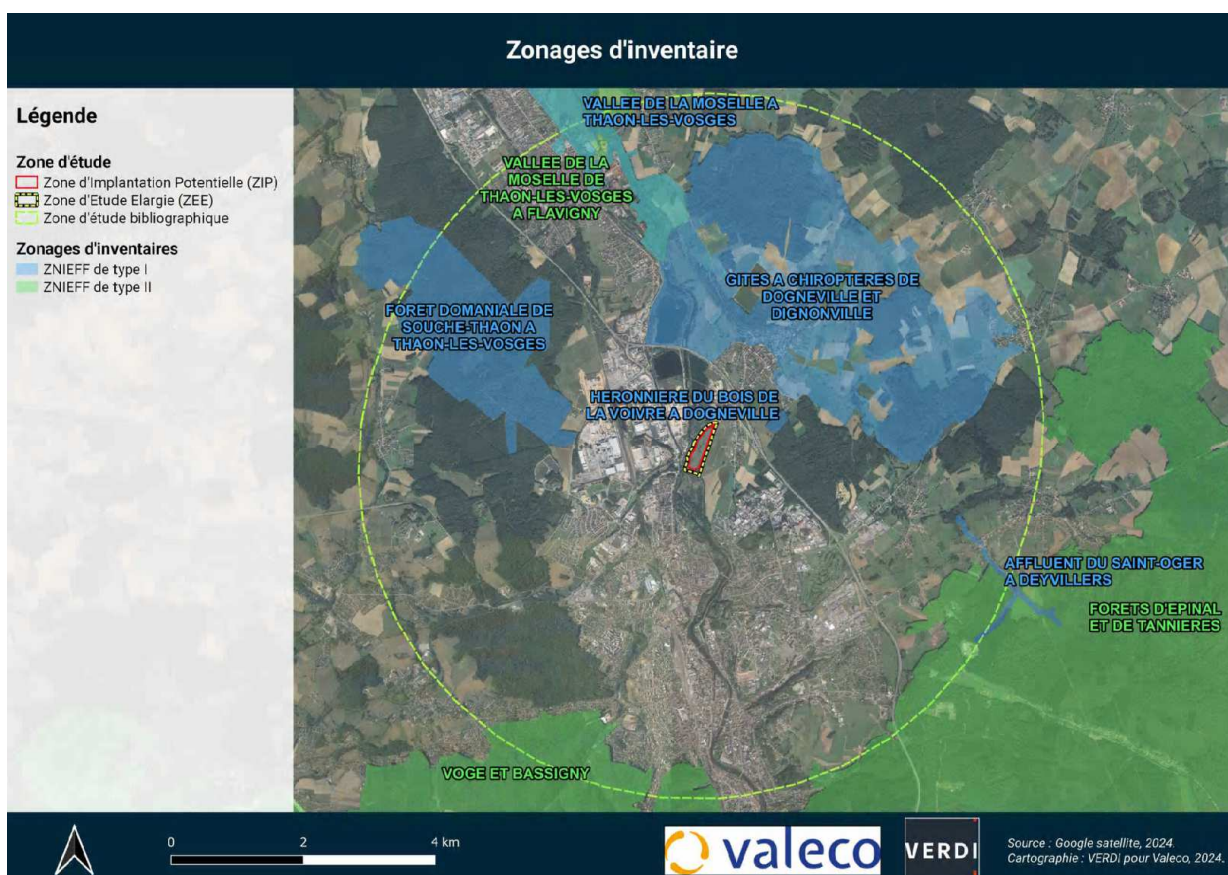 Zonages d'inventaire
Légende
Zone d'étude
Zone d'Implantation Potentielle (ZIP)
Zone d'Etude Elargie (ZEE)
Zone d'étude bibliographique
Zonages d'inventaires
ZNIEFF de type I
ZNIEFF de type II
VALLEE DE LA MOSELLE A
THAON-LES-VOSGES
VALLEE DE LA
MOSELLE DE
THAON-LES-VOSGES
A FLAVIGNY
GITES A CHIROPTERES DE
DOGNEVILLE ET
DIGNONVILLE
FORET DOMANIALE DE
SOUCHE-THAON A
THAON-LES-VOSGES
HERONNIERE DU BOIS DE
LA VOIVRE A DOGNEVILLE
AFFLUENT DU SAINT-OGER
A DEYVILLERS
FORETS D'EPINAL
ET DE TANNIERES
VOGE ET BASSIGNY
0 2 4 km
valeco
VERDI
Source : Google satellite, 2024.
Cartographie : VERDI pour Valeco, 2024.